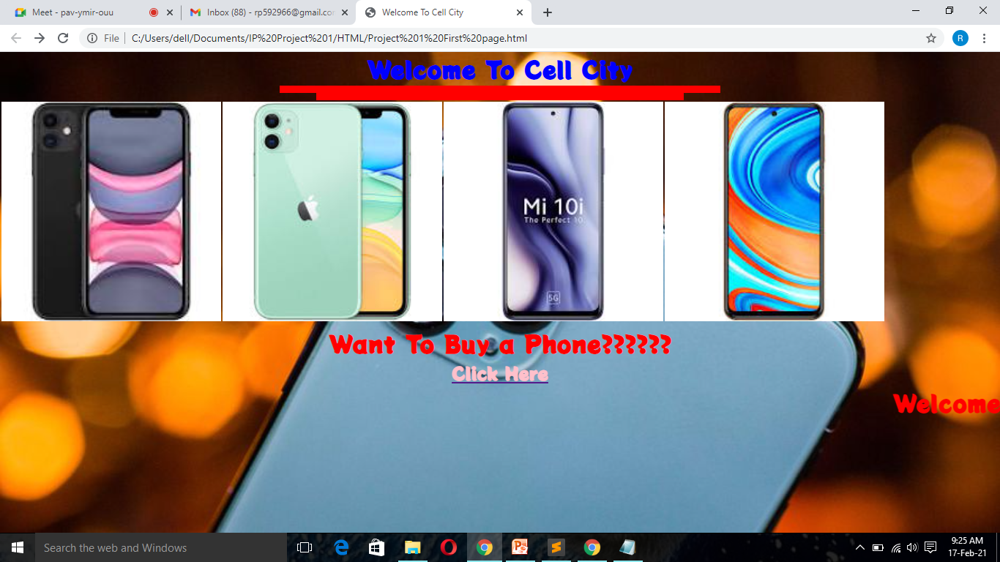 Meet - pav-ymir-ouu
Inbox (88) - rp592966@gmail.co
Welcome To Cell City
File
C:/Users/dell/Documents/IP%20Project%201/HTML/Project%201%20First%20page.html
R
Welcome To Cell City
Mi 10i
The Perfect 10
5G
Want To Buy a Phone??????
Click Here
Welcome
Search the web and Windows
9:25 AM
17-Feb-21